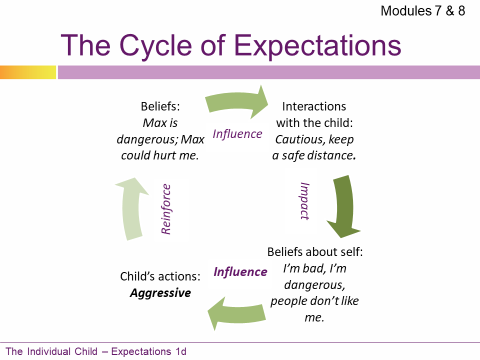 Modules 7 & 8
The Cycle of Expectations
Beliefs:
Max is
dangerous; Max
could hurt me.
Influence
Interactions
with the child:
Cautious, keep
a safe distance.
Impact
Beliefs about self:
I'm bad, I'm
dangerous,
people don't like
me.
Influence
Child's actions:
Aggressive
Reinforce
The Individual Child – Expectations 1d